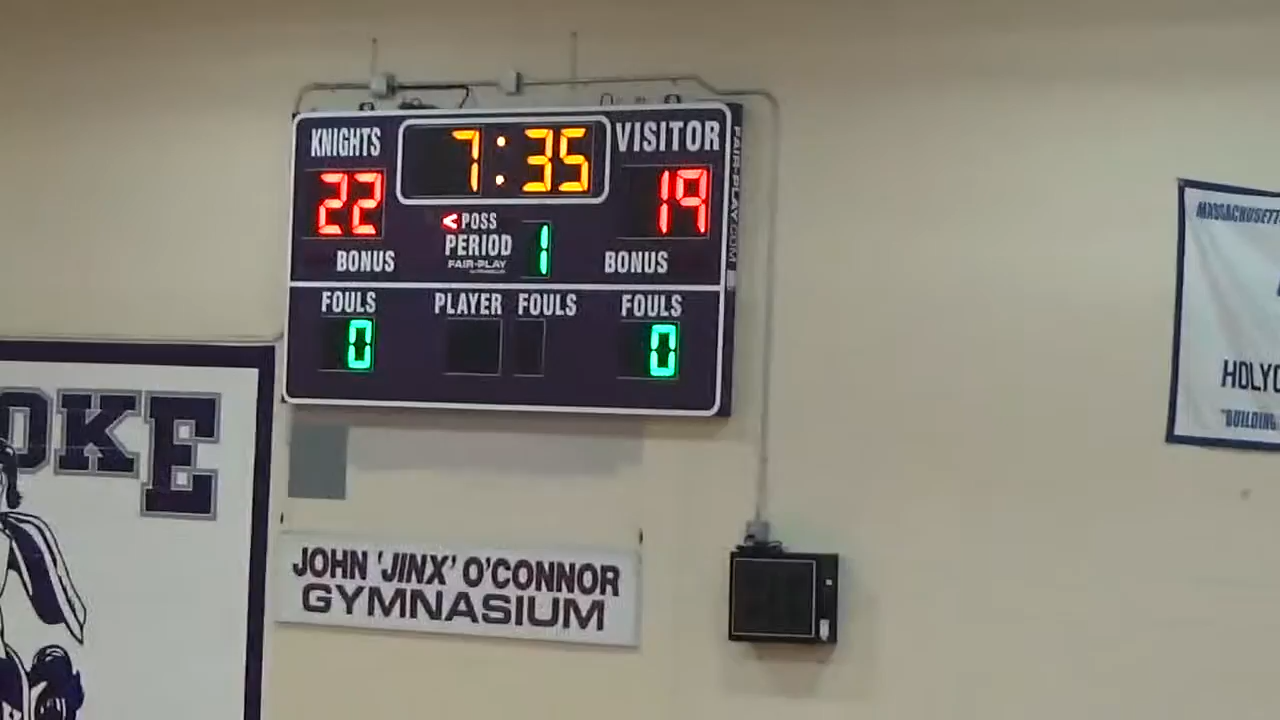 KNIGHTS 7:35 VISITOR
22 19
< POSS
PERIOD 1
FAIR-PLAY
BONUS BONUS
FOULS PLAYER FOULS FOULS
0 0
FAIR-PLAY.COM
OKE
JOHN 'JINX' O'CONNOR
GYMNASIUM
MASSACHUSETT
HOLYO
"BUILDING